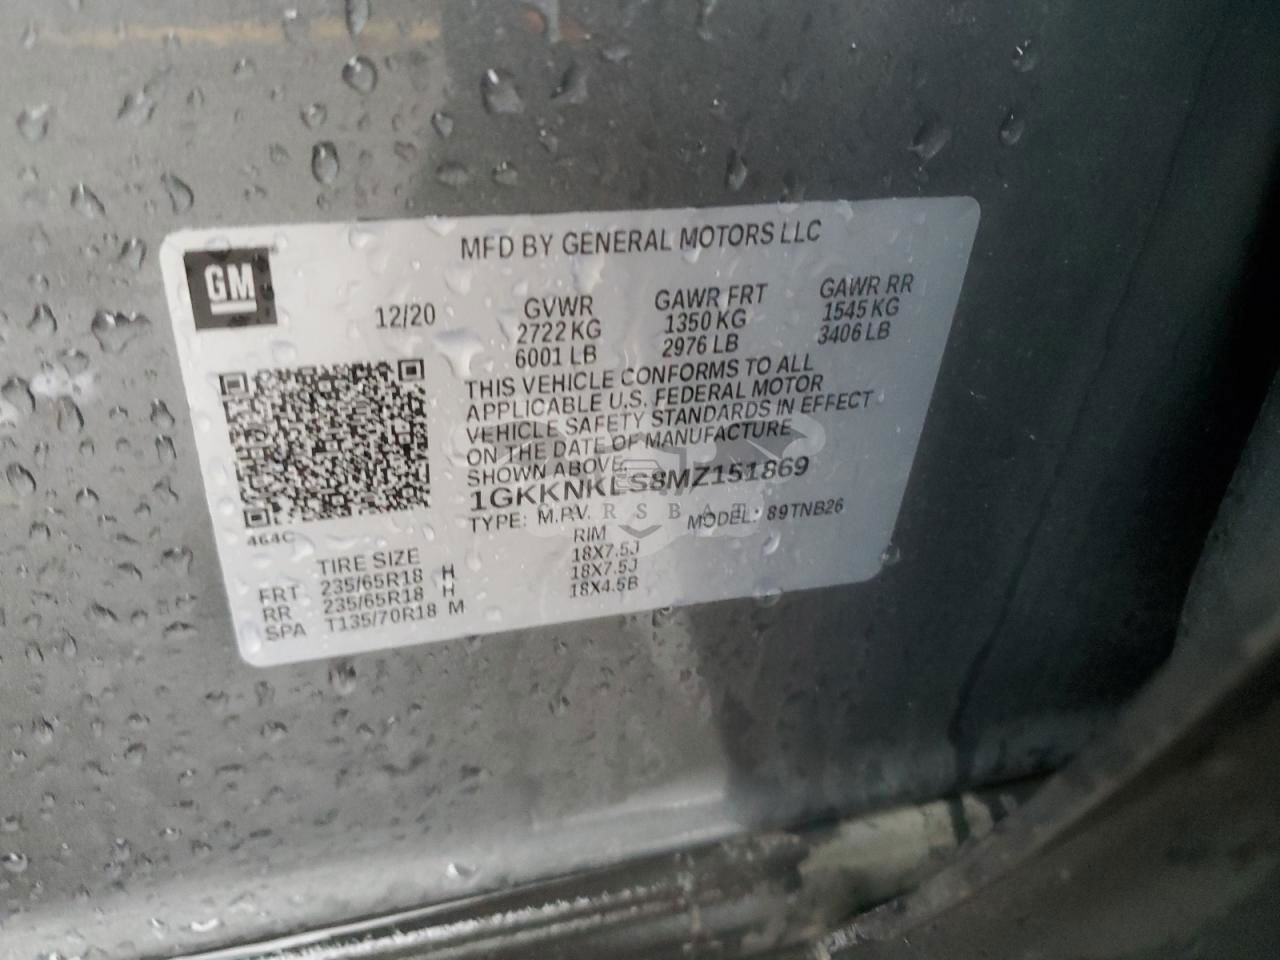 MFD BY GENERAL MOTORS LLC
GM
12/20
GVWR
2722 KG
6001 LB
GAWR FRT
1350 KG
2976 LB
GAWR RR
1545 KG
3406 LB
THIS VEHICLE CONFORMS TO ALL
APPLICABLE U.S. FEDERAL MOTOR
VEHICLE SAFETY STANDARDS IN EFFECT
ON THE DATE OF MANUFACTURE
SHOWN ABOVE.
1GKKNKLS8MZ151869
TYPE: M.P.V. MODEL: 89TNB26
464C
TIRE SIZE RIM
FRT 235/65R18 H 18X7.5J
RR 235/65R18 H 18X7.5J
SPA T135/70R18 M 18X4.5B